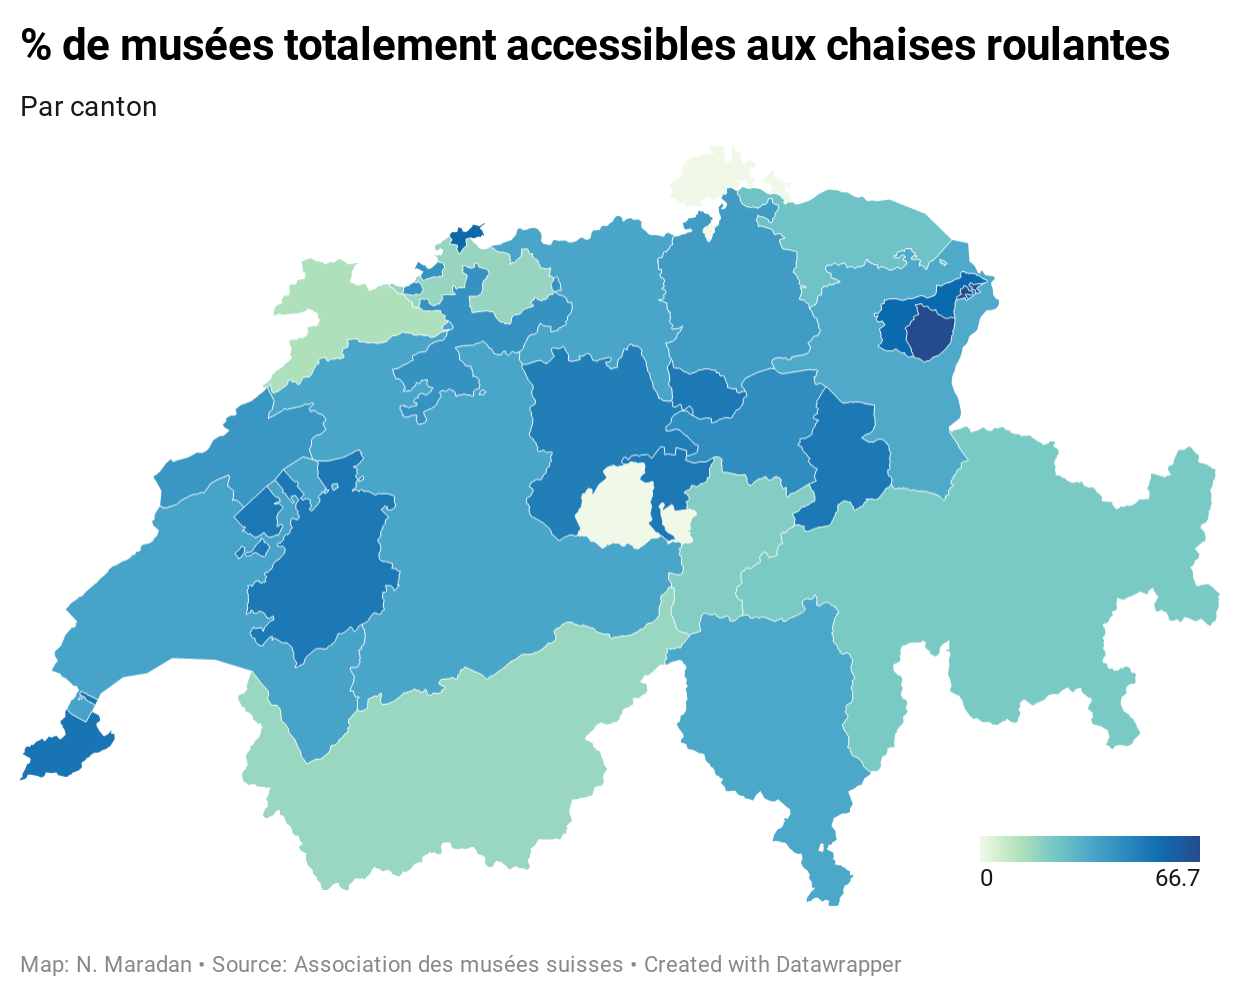 % de musées totalement accessibles aux chaises roulantes
Par canton
0 66.7
Map: N. Maradan • Source: Association des musées suisses • Created with Datawrapper